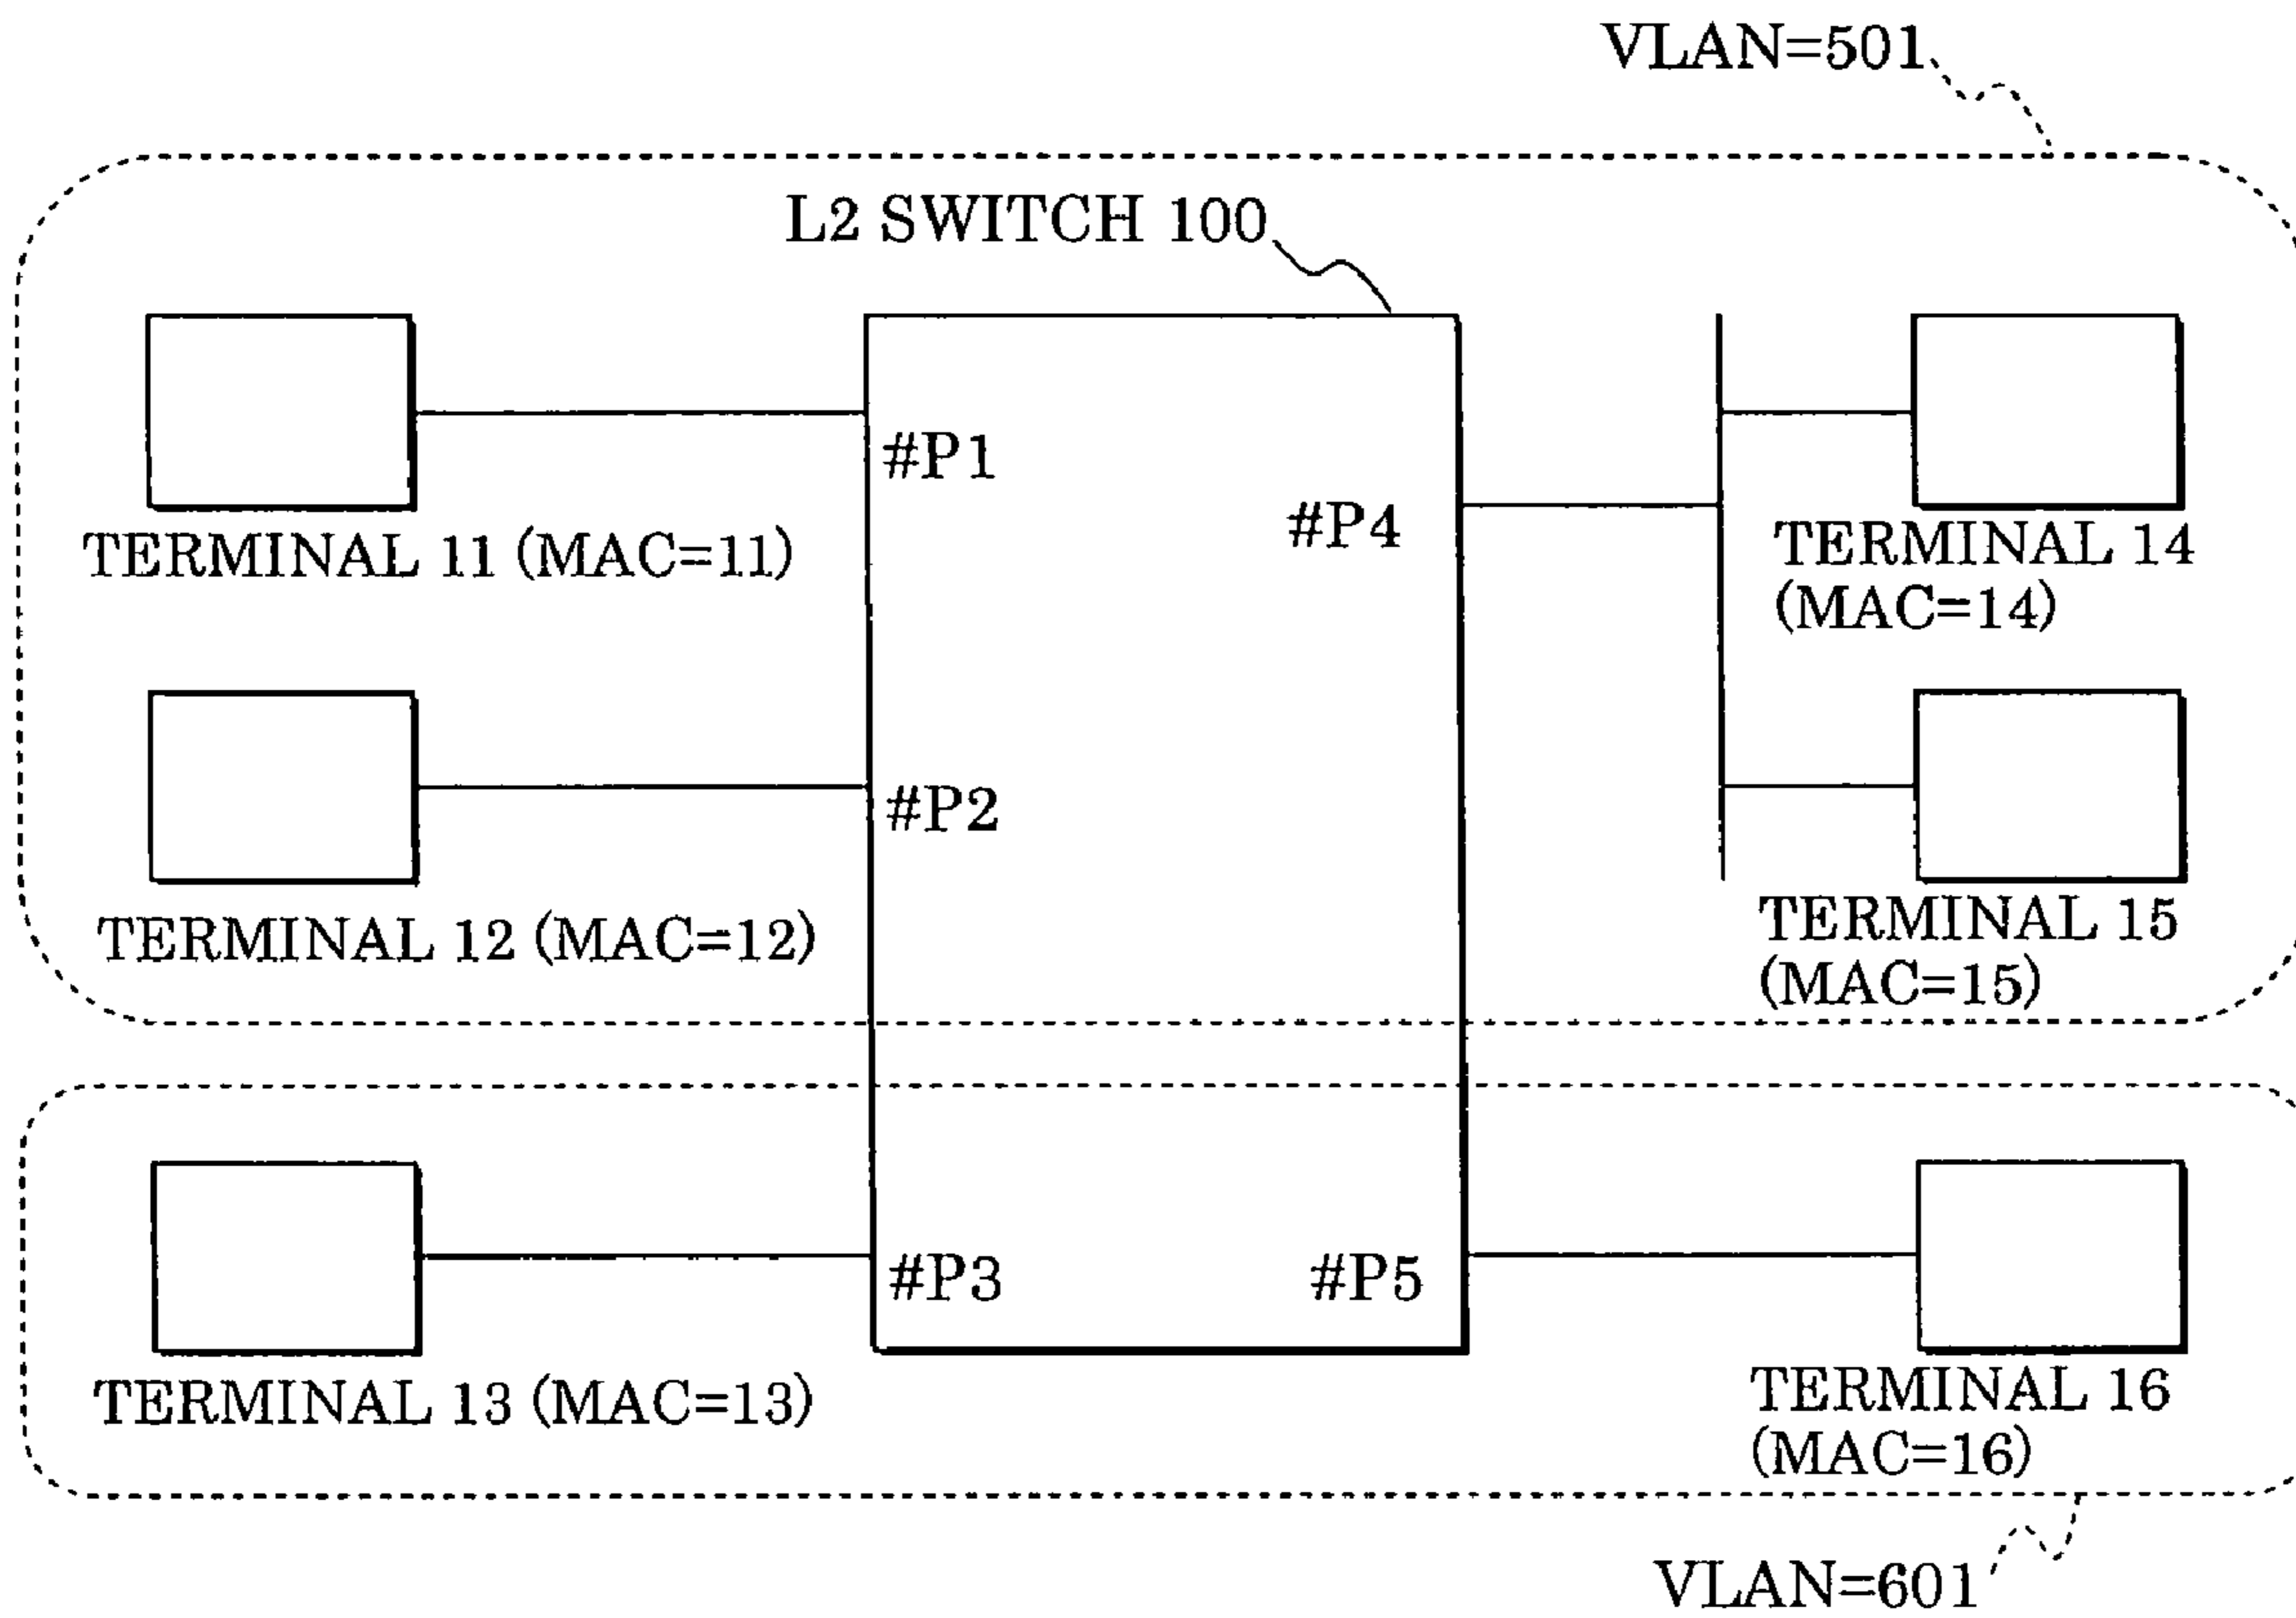 VLAN=501
L2 SWITCH 100
#P1
#P4
TERMINAL 11 (MAC=11)
TERMINAL 14
(MAC=14)
#P2
TERMINAL 12 (MAC=12)
TERMINAL 15
(MAC=15)
#P3
#P5
TERMINAL 13 (MAC=13)
TERMINAL 16
(MAC=16)
VLAN=601